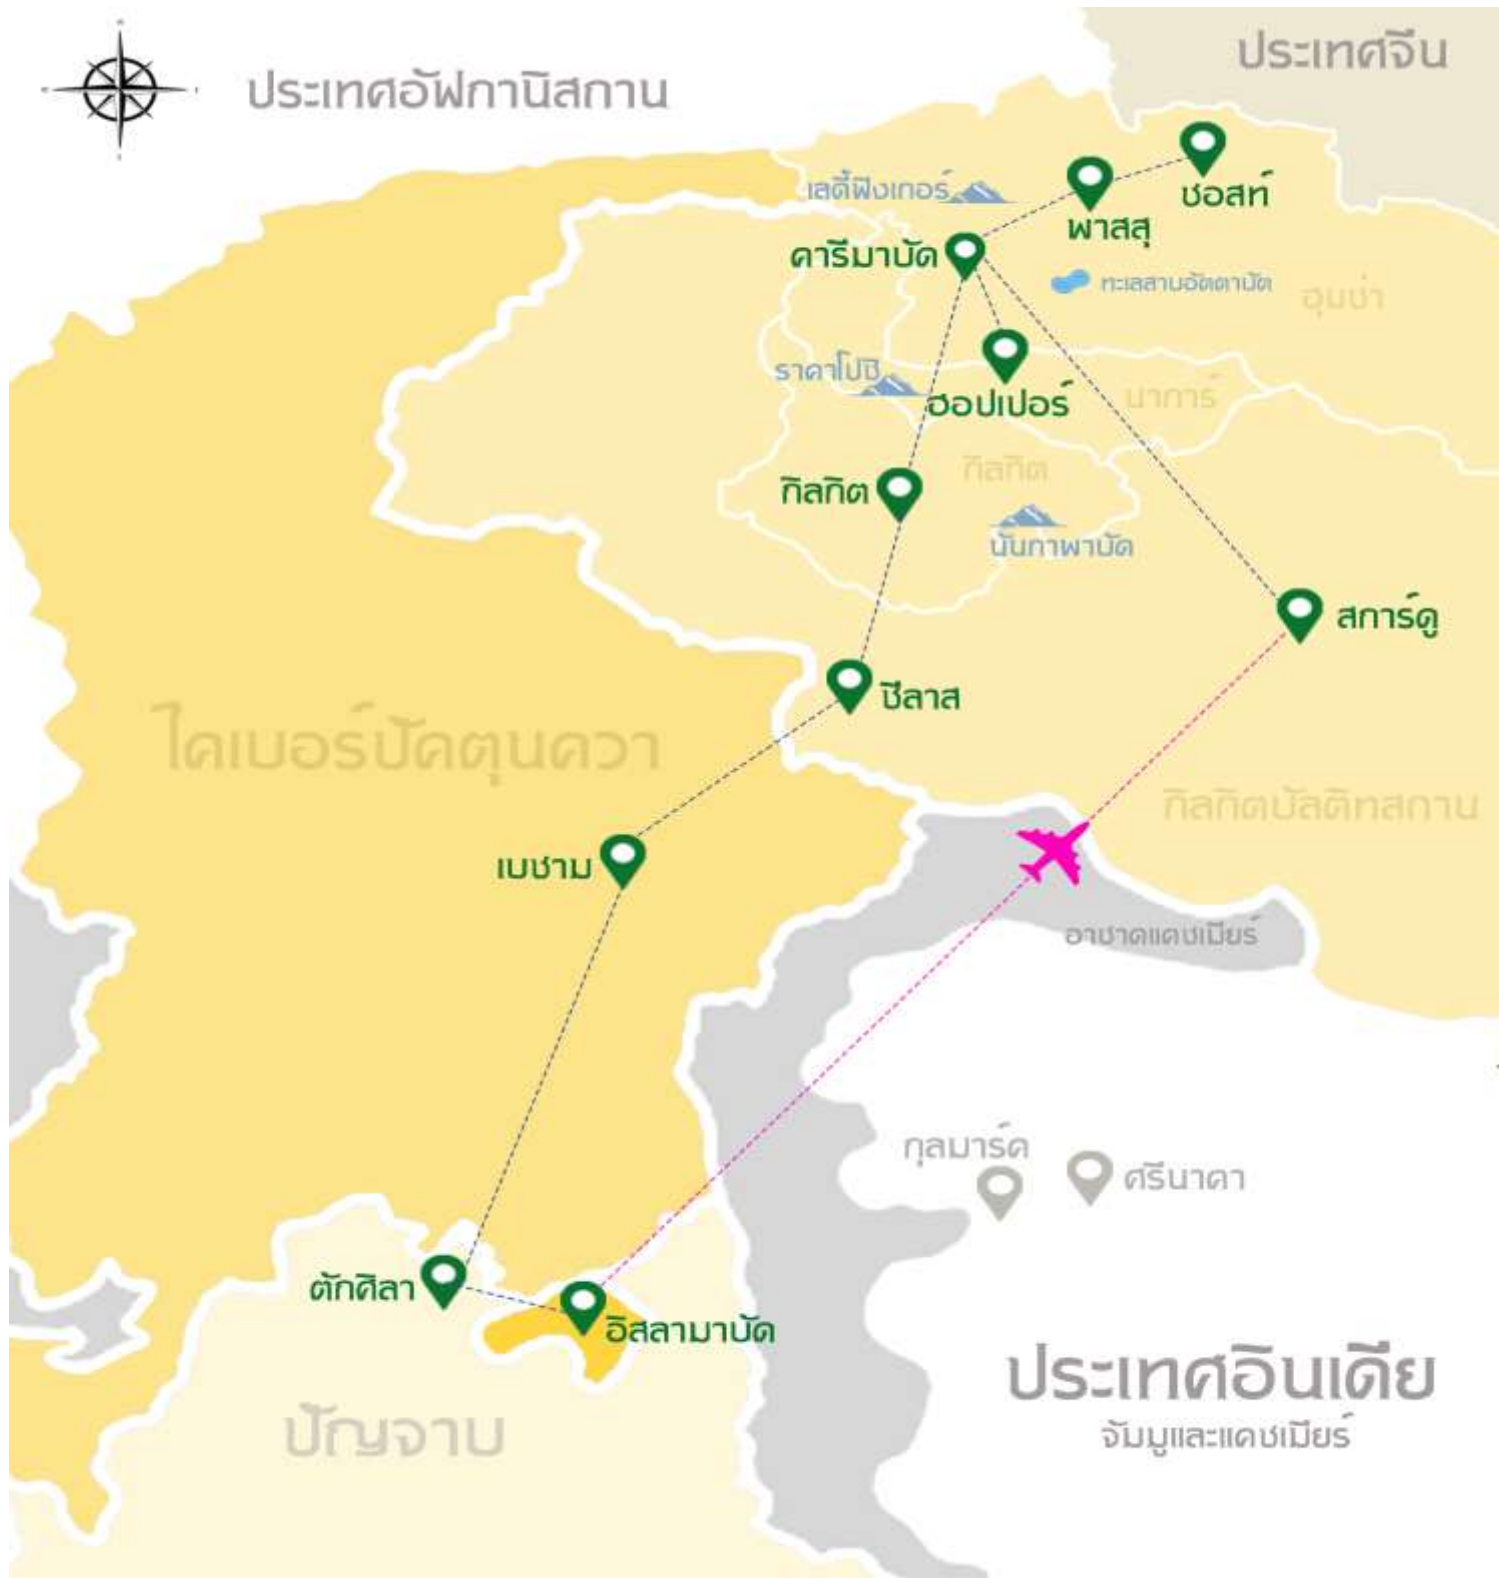 ประเทศจีน
ประเทศอัฟกานิสถาน
เลดี้ฟิงเกอร์
ซอสท์
พาสสุ
คารีมาบัด
ทะเลสาบอัตตาบัด
ฮุนซ่า
ราคาโปชิ
ฮอปเปอร์
นาการ์
กิลกิต
กิลกิต
นันกาพาบัด
สการ์ดู
ชีลาส
ไคเบอร์ปัคตุนควา
กิลกิตบัลติทสถาน
เบชาม
อาซาดแคชเมียร์
กุลมาร์ค
ศรีนาคา
ตักศิลา
อิสลามาบัด
ประเทศอินเดีย
ปัญจาบ
จัมมูและแคชเมียร์